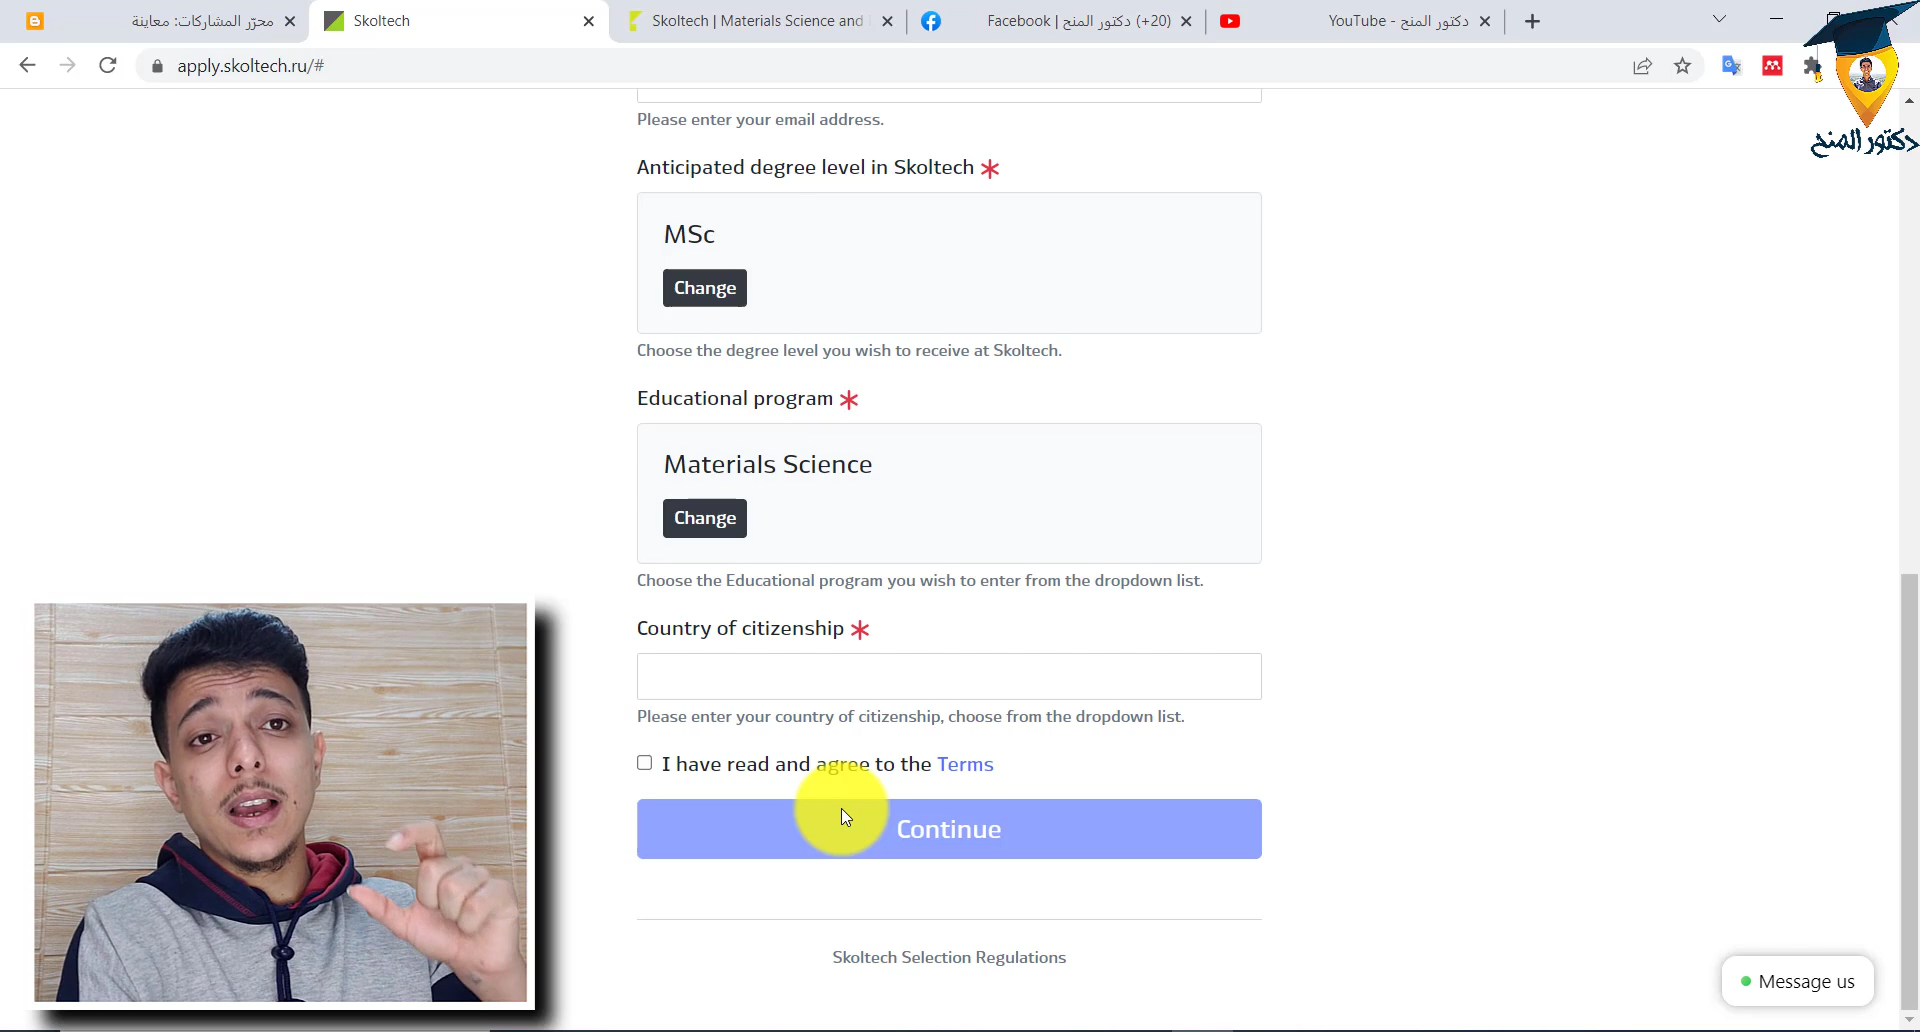 محرّر المشاركات: معاينة
Skoltech
Skoltech | Materials Science and
Facebook | دكتور المنح (+20)
YouTube - دكتور المنح
apply.skoltech.ru/#
دكتور المنح
Please enter your email address.
Anticipated degree level in Skoltech *
MSc
Change
Choose the degree level you wish to receive at Skoltech.
Educational program *
Materials Science
Change
Choose the Educational program you wish to enter from the dropdown list.
Country of citizenship *
Please enter your country of citizenship, choose from the dropdown list.
I have read and agree to the Terms
Continue
Skoltech Selection Regulations
Message us